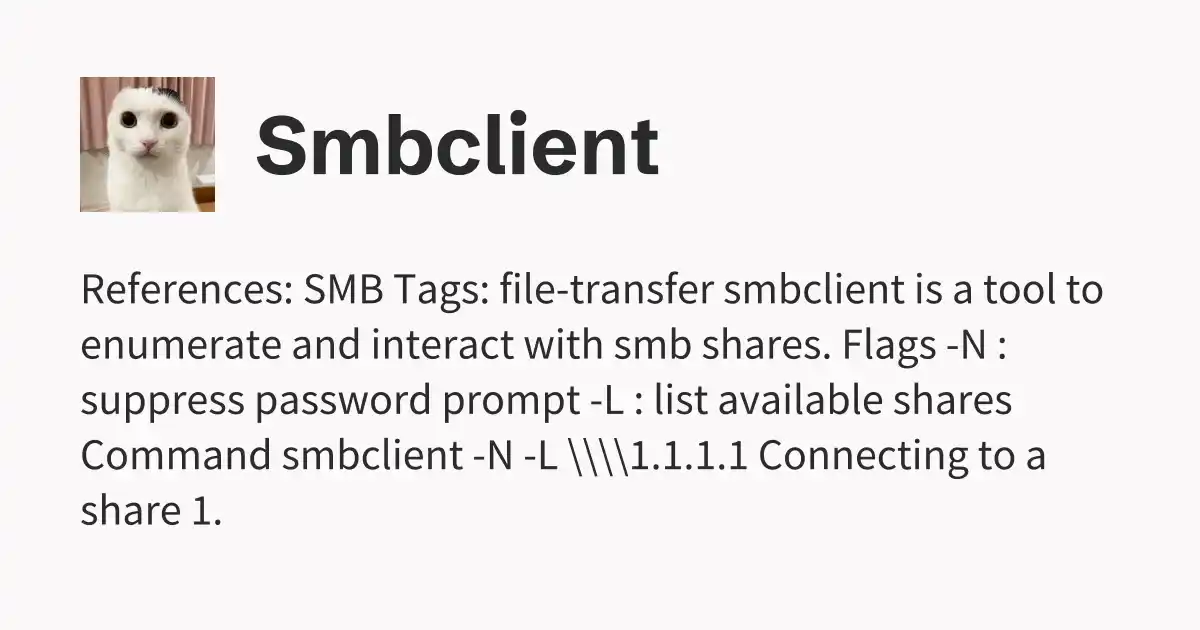 Smbclient
References: SMB Tags: file-transfer smbclient is a tool to
enumerate and interact with smb shares. Flags -N :
suppress password prompt -L : list available shares
Command smbclient -N -L \\\\1.1.1.1 Connecting to a
share 1.